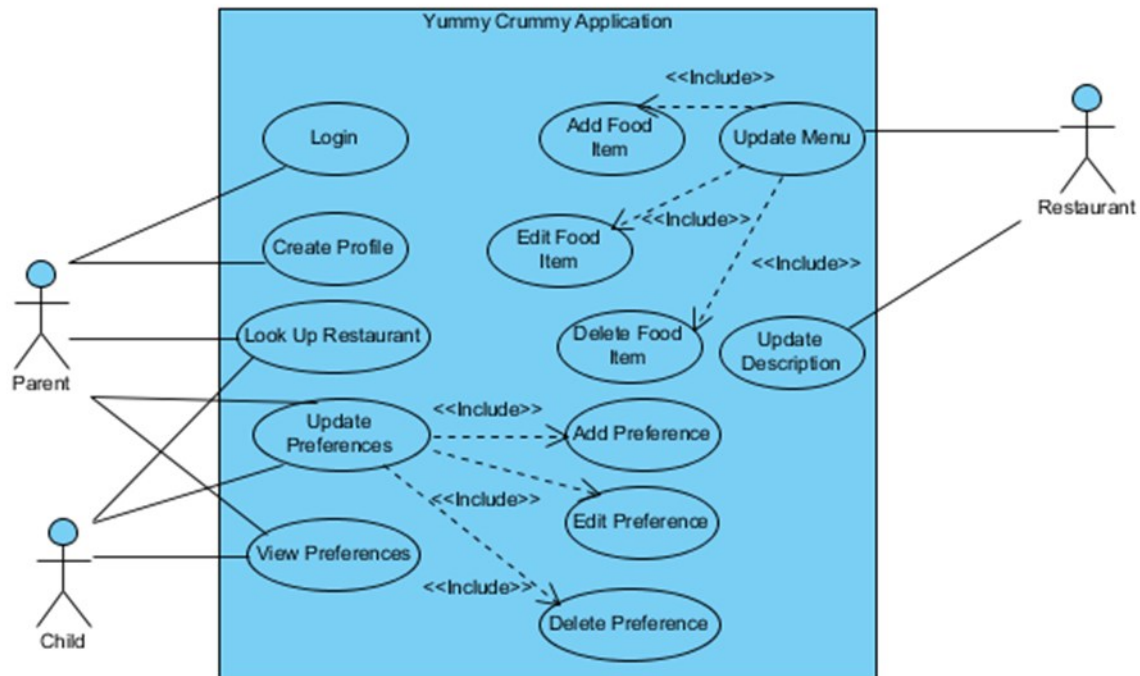 Yummy Crummy Application
<<Include>>
Login
Add Food
Item
Update Menu
Restaurant
<<Include>>
Create Profile
Edit Food
Item
<<Include>>
Look Up Restaurant
Delete Food
Item
Update
Description
Parent
Update
Preferences
<<Include>>
Add Preference
<<Include>>
Edit Preference
View Preferences
<<Include>>
Delete Preference
Child